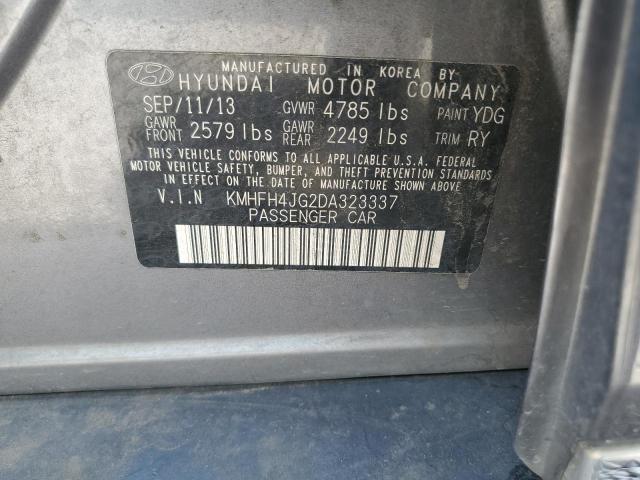 MANUFACTURED IN KOREA BY
HYUNDAI MOTOR COMPANY
SEP/11/13 GVWR 4785 lbs PAINT YDG
GAWR FRONT 2579 lbs GAWR REAR 2249 lbs TRIM RY
THIS VEHICLE CONFORMS TO ALL APPLICABLE U.S.A. FEDERAL
MOTOR VEHICLE SAFETY, BUMPER, AND THEFT PREVENTION STANDARDS
IN EFFECT ON THE DATE OF MANUFACTURE SHOWN ABOVE.
V.I.N KMHFH4JG2DA323337
PASSENGER CAR